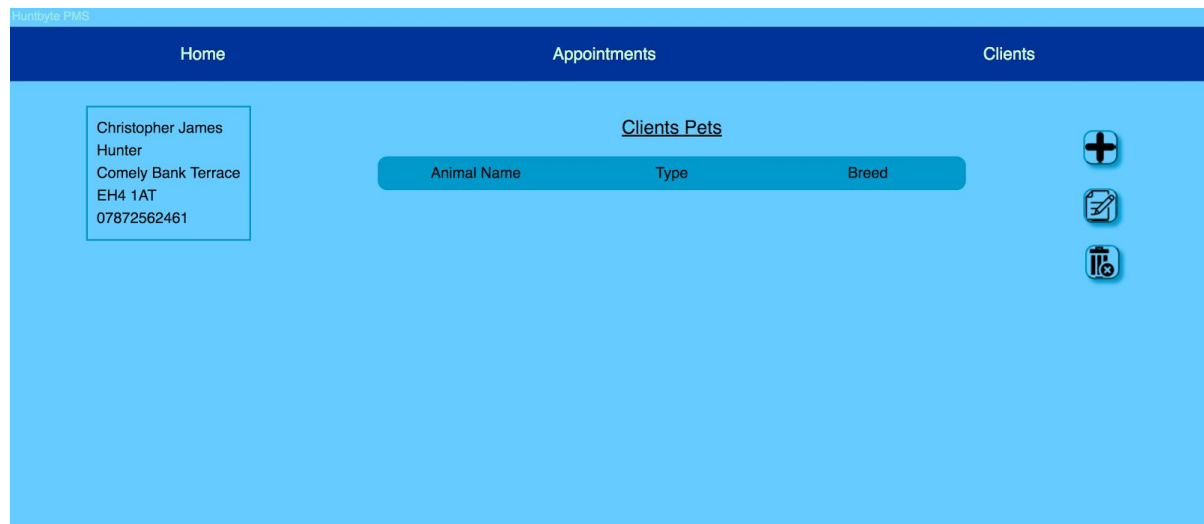 Huntbyte PMS
Home Appointments Clients
Christopher James
Hunter
Comely Bank Terrace
EH4 1AT
07872562461
Clients Pets
Animal Name Type Breed